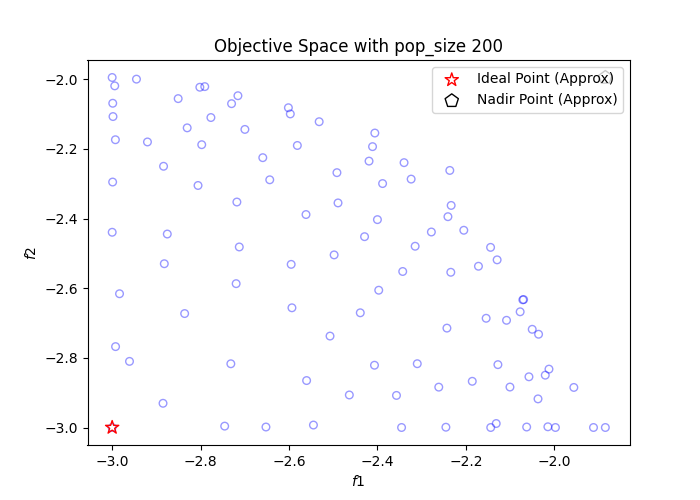 Objective Space with pop_size 200
Ideal Point (Approx)
Nadir Point (Approx)
f2
−2.0
−2.2
−2.4
−2.6
−2.8
−3.0
−3.0 −2.8 −2.6 −2.4 −2.2 −2.0
f1